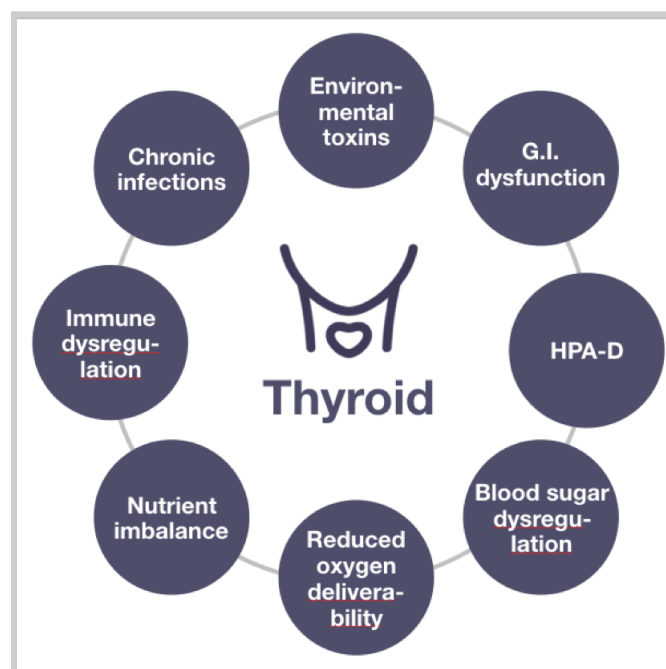 Environ-
mental
toxins
G.I.
dysfunction
HPA-D
Blood sugar
dysregu-
lation
Reduced
oxygen
delivera-
bility
Nutrient
imbalance
Immune
dysregu-
lation
Chronic
infections
Thyroid